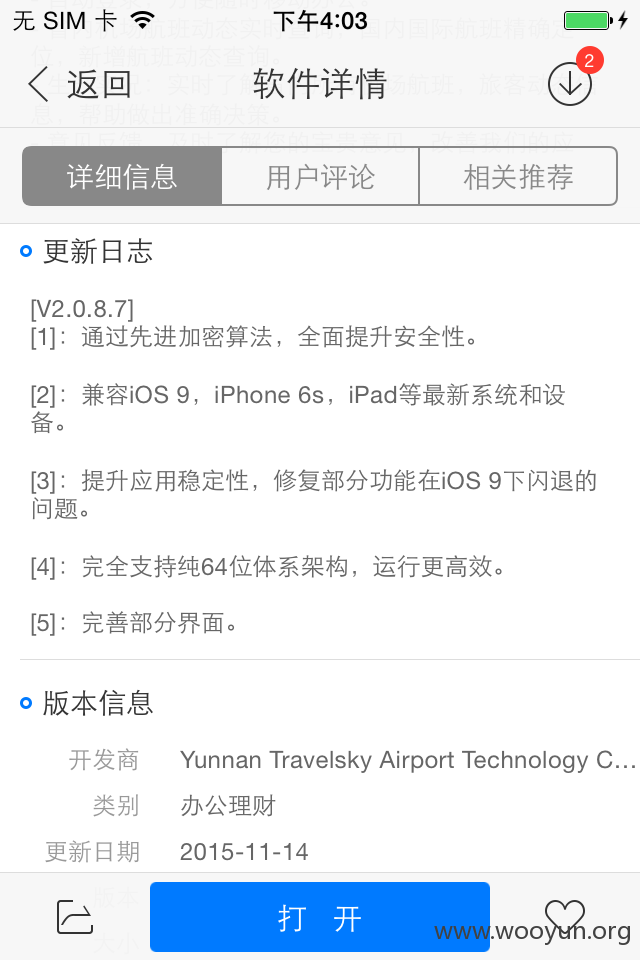 无 SIM 卡
下午4:03
返回
软件详情
2
详细信息
用户评论
相关推荐
更新日志
[V2.0.8.7]
[1]：通过先进加密算法，全面提升安全性。
[2]：兼容iOS 9，iPhone 6s，iPad等最新系统和设
备。
[3]：提升应用稳定性，修复部分功能在iOS 9下闪退的
问题。
[4]：完全支持纯64位体系架构，运行更高效。
[5]：完善部分界面。
版本信息
开发商 Yunnan Travelsky Airport Technology C...
类别 办公理财
更新日期 2015-11-14
版本
大小
打 开
www.wooyun.org